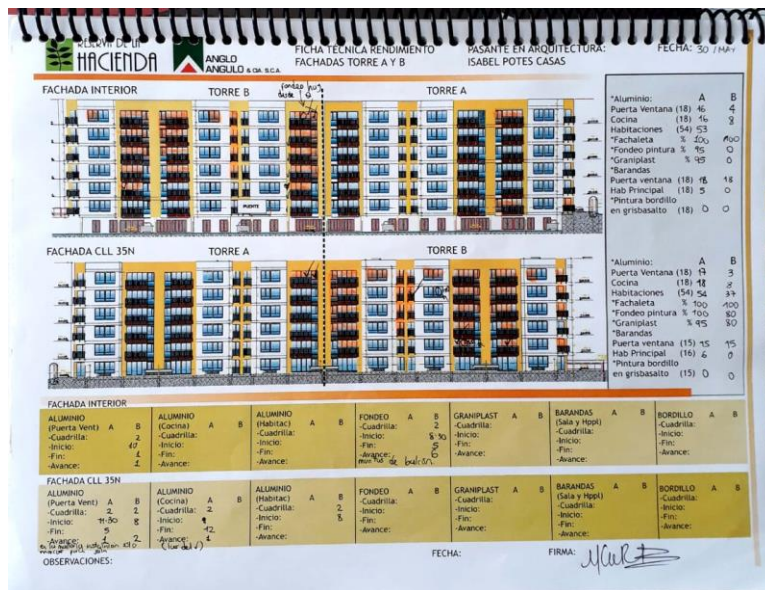 RESERVA DE LA
HACIENDA
ANGLO
ANGULO & CIA. S.C.A.
FICHA TÉCNICA RENDIMIENTO
FACHADAS TORRE A Y B
PASANTE EN ARQUITECTURA:
ISABEL POTES CASAS
FECHA: 30 / MAY
FACHADA INTERIOR TORRE B TORRE A
fondeo hoy
PUENTE
*Aluminio: A B
Puerta Ventana (18) 16 4
Cocina (18) 16 8
Habitaciones (54) 53
*Fachaleta % 100 100
*Fondeo pintura % 95 0
*Graniplast % 95 0
*Barandas
Puerta ventana (18) 18 18
Hab Principal (18) 5 0
*Pintura bordillo
en grisbasalto (18) 0 0
FACHADA CLL 35N TORRE A TORRE B
*Aluminio: A B
Puerta Ventana (18) 3
Cocina (18) 18 8
Habitaciones (54) 54 37
*Fachaleta % 100 100
*Fondeo pintura % 100 80
*Graniplast % 95 80
*Barandas
Puerta ventana (15) 15 15
Hab Principal (16) 6 0
*Pintura bordillo
en grisbasalto (15) 0 0
FACHADA INTERIOR
ALUMINIO
(Puerta Vent) A B
-Cuadrilla: 2
-Inicio: 10
-Fin: 1
-Avance: 1
ALUMINIO
(Cocina) A B
-Cuadrilla:
-Inicio:
-Fin:
-Avance:
ALUMINIO
(Habitac) A B
-Cuadrilla:
-Inicio:
-Fin:
-Avance:
FONDEO A B
-Cuadrilla: 2
-Inicio: 8:30
-Fin: 5
-Avance: 6
de balcón
GRANIPLAST A B
-Cuadrilla:
-Inicio:
-Fin:
-Avance:
BARANDAS A B
(Sala y Hppl)
-Cuadrilla:
-Inicio:
-Fin:
-Avance:
BORDILLO A B
-Cuadrilla:
-Inicio:
-Fin:
-Avance:
FACHADA CLL 35N
ALUMINIO
(Puerta Vent) A B
-Cuadrilla: 2 2
-Inicio: 11:30 8
-Fin: 5
-Avance: 1 2
ALUMINIO
(Cocina) A B
-Cuadrilla: 2
-Inicio: 9
-Fin: 12
-Avance: 1
ALUMINIO
(Habitac) A B
-Cuadrilla: 2
-Inicio: 8
-Fin:
-Avance:
FONDEO A B
-Cuadrilla:
-Inicio:
-Fin:
-Avance:
GRANIPLAST A B
-Cuadrilla:
-Inicio:
-Fin:
-Avance:
BARANDAS A B
(Sala y Hppl)
-Cuadrilla:
-Inicio:
-Fin:
-Avance:
BORDILLO A B
-Cuadrilla:
-Inicio:
-Fin:
-Avance:
OBSERVACIONES:
FECHA:
FIRMA: